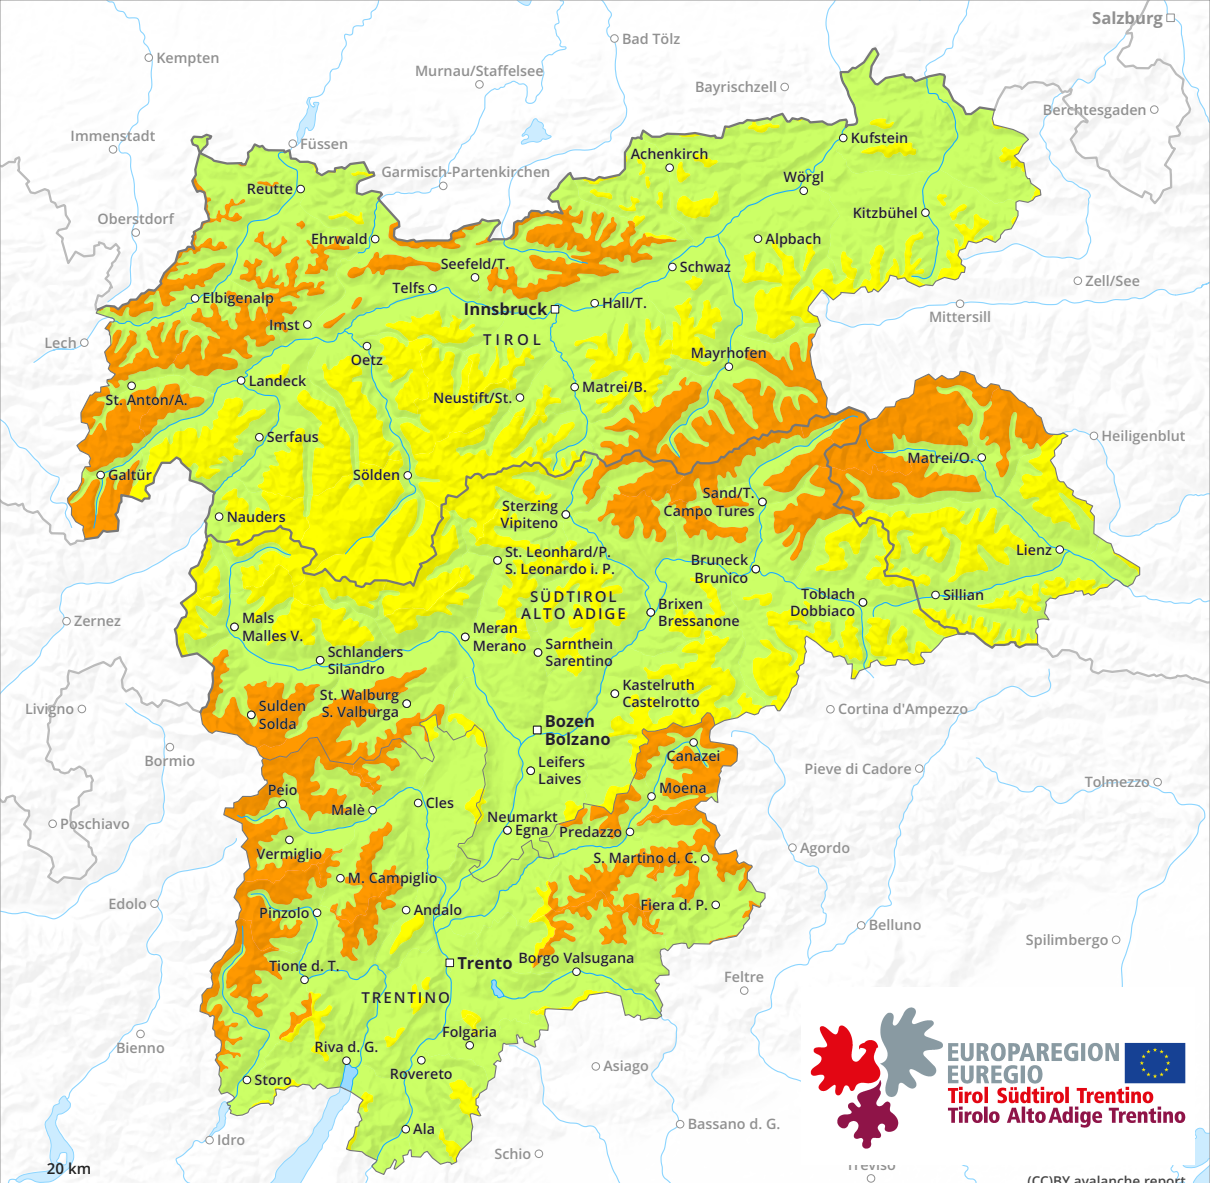 Salzburg
Bad Tölz
Kempten
Murnau/Staffelsee
Bayrischzell
Berchtesgaden
Immenstadt
Füssen
Kufstein
Achenkirch
Garmisch-Partenkirchen
Wörgl
Reutte
Oberstdorf
Kitzbühel
Ehrwald
Alpbach
Seefeld/T.
Schwaz
Zell/See
Telfs
Elbigenalp
Hall/T.
Innsbruck
Mittersill
Imst
TIROL
Lech
Oetz
Mayrhofen
Landeck
Matrei/B.
St. Anton/A.
Neustift/St.
Serfaus
Heiligenblut
Matrei/O.
Galtür
Sölden
Sand/T.
Campo Tures
Sterzing
Vipiteno
Nauders
St. Leonhard/P.
S. Leonardo i. P.
Lienz
Bruneck
Brunico
SÜDTIROL
ALTO ADIGE
Toblach
Dobbiaco
Sillian
Brixen
Bressanone
Zernez
Mals
Malles V.
Meran
Merano
Sarnthein
Sarentino
Schlanders
Silandro
Kastelruth
Castelrotto
St. Walburg
S. Valburga
Sulden
Solda
Livigno
Cortina d'Ampezzo
Bozen
Bolzano
Bormio
Canazei
Leifers
Laives
Pieve di Cadore
Tolmezzo
Peio
Moena
Malè
Cles
Neumarkt
Egna
Predazzo
Poschiavo
Vermiglio
S. Martino d. C.
Agordo
M. Campiglio
Edolo
Pinzolo
Andalo
Fiera d. P.
Belluno
Spilimbergo
Tione d. T.
Trento
Borgo Valsugana
Feltre
TRENTINO
Bienno
Folgaria
Riva d. G.
Rovereto
Asiago
Storo
EUROPAREGION
EUREGIO
Tirol Südtirol Trentino
Tirolo Alto Adige Trentino
Idro
Ala
Bassano d. G.
Schio
20 km
Treviso
(CC)BY avalanche.report